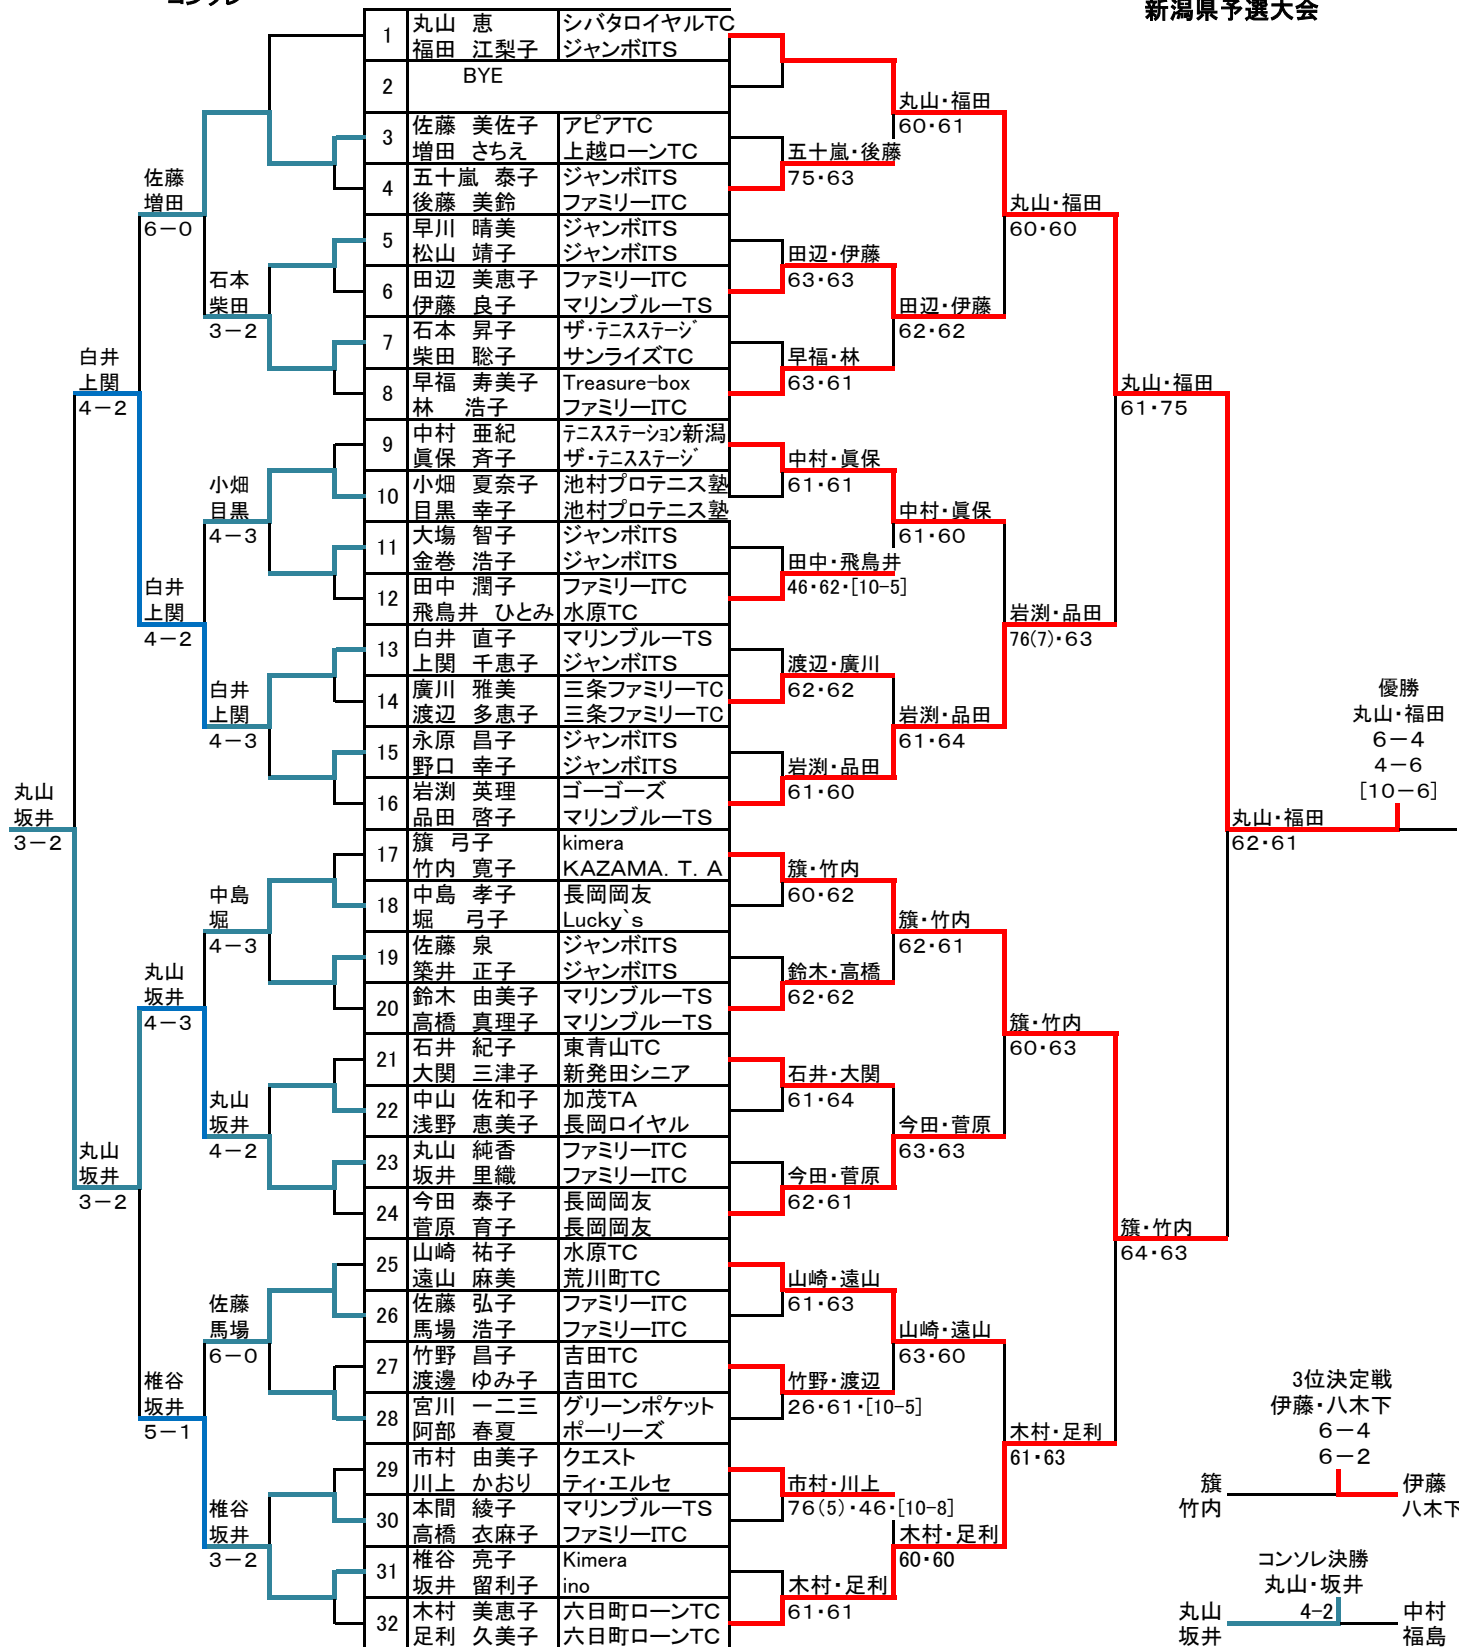 コンソレ
新潟県予選大会
1 丸山 恵 シバタロイヤルTC
福田 江梨子 ジャンボITS
2 BYE
3 佐藤 美佐子 アピアTC
増田 さちえ 上越ローンTC
4 五十嵐 泰子 ジャンボITS
後藤 美鈴 ファミリーITC
5 早川 晴美 ジャンボITS
松山 靖子 ジャンボITS
6 田辺 美恵子 ファミリーITC
伊藤 良子 マリンブルーTS
7 石本 昇子 ザ・テニスステージ
柴田 聡子 サンライズTC
8 早福 寿美子 Treasure-box
林 浩子 ファミリーITC
9 中村 亜紀 テニスステーション新潟
眞保 斉子 ザ・テニスステージ
10 小畑 夏奈子 池村プロテニス塾
目黒 幸子 池村プロテニス塾
11 大塲 智子 ジャンボITS
金巻 浩子 ジャンボITS
12 田中 潤子 ファミリーITC
飛鳥井 ひとみ 水原TC
13 白井 直子 マリンブルーTS
上関 千恵子 ジャンボITS
14 廣川 雅美 三条ファミリーTC
渡辺 多恵子 三条ファミリーTC
15 永原 昌子 ジャンボITS
野口 幸子 ジャンボITS
16 岩渕 英理 ゴーゴーズ
品田 啓子 マリンブルーTS
17 籏 弓子 kimera
竹内 寛子 KAZAMA. T. A
18 中島 孝子 長岡岡友
堀 弓子 Lucky`s
19 佐藤 泉 ジャンボITS
築井 正子 ジャンボITS
20 鈴木 由美子 マリンブルーTS
高橋 真理子 マリンブルーTS
21 石井 紀子 東青山TC
大関 三津子 新発田シニア
22 中山 佐和子 加茂TA
浅野 恵美子 長岡ロイヤル
23 丸山 純香 ファミリーITC
坂井 里織 ファミリーITC
24 今田 泰子 長岡岡友
菅原 育子 長岡岡友
25 山崎 祐子 水原TC
遠山 麻美 荒川町TC
26 佐藤 弘子 ファミリーITC
馬場 浩子 ファミリーITC
27 竹野 昌子 吉田TC
渡邊 ゆみ子 吉田TC
28 宮川 一二三 グリーンポケット
阿部 春夏 ポーリーズ
29 市村 由美子 クエスト
川上 かおり ティ・エルセ
30 本間 綾子 マリンブルーTS
高橋 衣麻子 ファミリーITC
31 椎谷 亮子 Kimera
坂井 留利子 ino
32 木村 美恵子 六日町ローンTC
足利 久美子 六日町ローンTC
五十嵐・後藤
75・63
田辺・伊藤
63・63
早福・林
63・61
中村・眞保
61・61
田中・飛鳥井
46・62・[10-5]
渡辺・廣川
62・62
岩渕・品田
61・60
籏・竹内
60・62
鈴木・高橋
62・62
石井・大関
61・64
今田・菅原
62・61
山崎・遠山
61・63
竹野・渡辺
26・61・[10-5]
市村・川上
76(5)・46・[10-8]
木村・足利
61・61
丸山・福田
60・61
田辺・伊藤
62・62
中村・眞保
61・60
岩渕・品田
61・64
籏・竹内
62・61
今田・菅原
63・63
山崎・遠山
63・60
木村・足利
60・60
丸山・福田
60・60
岩渕・品田
76(7)・63
籏・竹内
60・63
木村・足利
61・63
丸山・福田
61・75
籏・竹内
64・63
丸山・福田
62・61
優勝
丸山・福田
6-4
4-6
[10-6]
3位決定戦
伊藤・八木下
6-4
6-2
籏
竹内
伊藤
八木下
コンソレ決勝
丸山・坂井
4-2
丸山
坂井
中村
福島
石本
柴田
3-2
小畑
目黒
4-3
白井
上関
4-3
中島
堀
4-3
丸山
坂井
4-2
佐藤
馬場
6-0
椎谷
坂井
3-2
佐藤
増田
6-0
白井
上関
4-2
丸山
坂井
4-3
椎谷
坂井
5-1
白井
上関
4-2
丸山
坂井
3-2
丸山
坂井
3-2